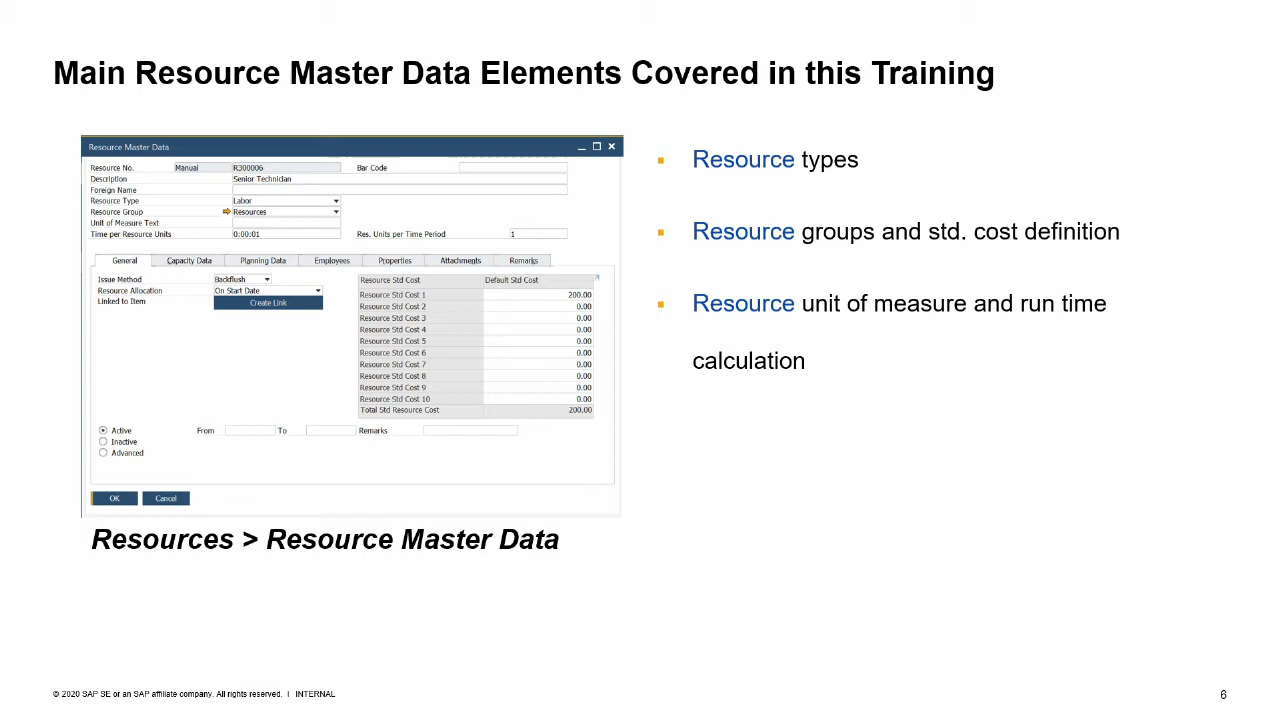 Main Resource Master Data Elements Covered in this Training
Resource Master Data
Resource No. Manual R300006 Bar Code
Description Senior Technician
Foreign Name
Resource Type Labor
Resource Group Resources
Unit of Measure Text
Time per Resource Units 0:00:01 Res. Units per Time Period 1
General Capacity Data Planning Data Employees Properties Attachments Remarks
Issue Method Backflush
Resource Allocation On Start Date
Linked to Item Create Link
Resource Std Cost Default Std Cost
Resource Std Cost 1 200.00
Resource Std Cost 2 0.00
Resource Std Cost 3 0.00
Resource Std Cost 4 0.00
Resource Std Cost 5 0.00
Resource Std Cost 6 0.00
Resource Std Cost 7 0.00
Resource Std Cost 8 0.00
Resource Std Cost 9 0.00
Resource Std Cost 10 0.00
Total Std Resource Cost 200.00
Active From To Remarks
Inactive
Advanced
OK Cancel
Resources > Resource Master Data
Resource types
Resource groups and std. cost definition
Resource unit of measure and run time
calculation
© 2020 SAP SE or an SAP affiliate company. All rights reserved. I INTERNAL
6